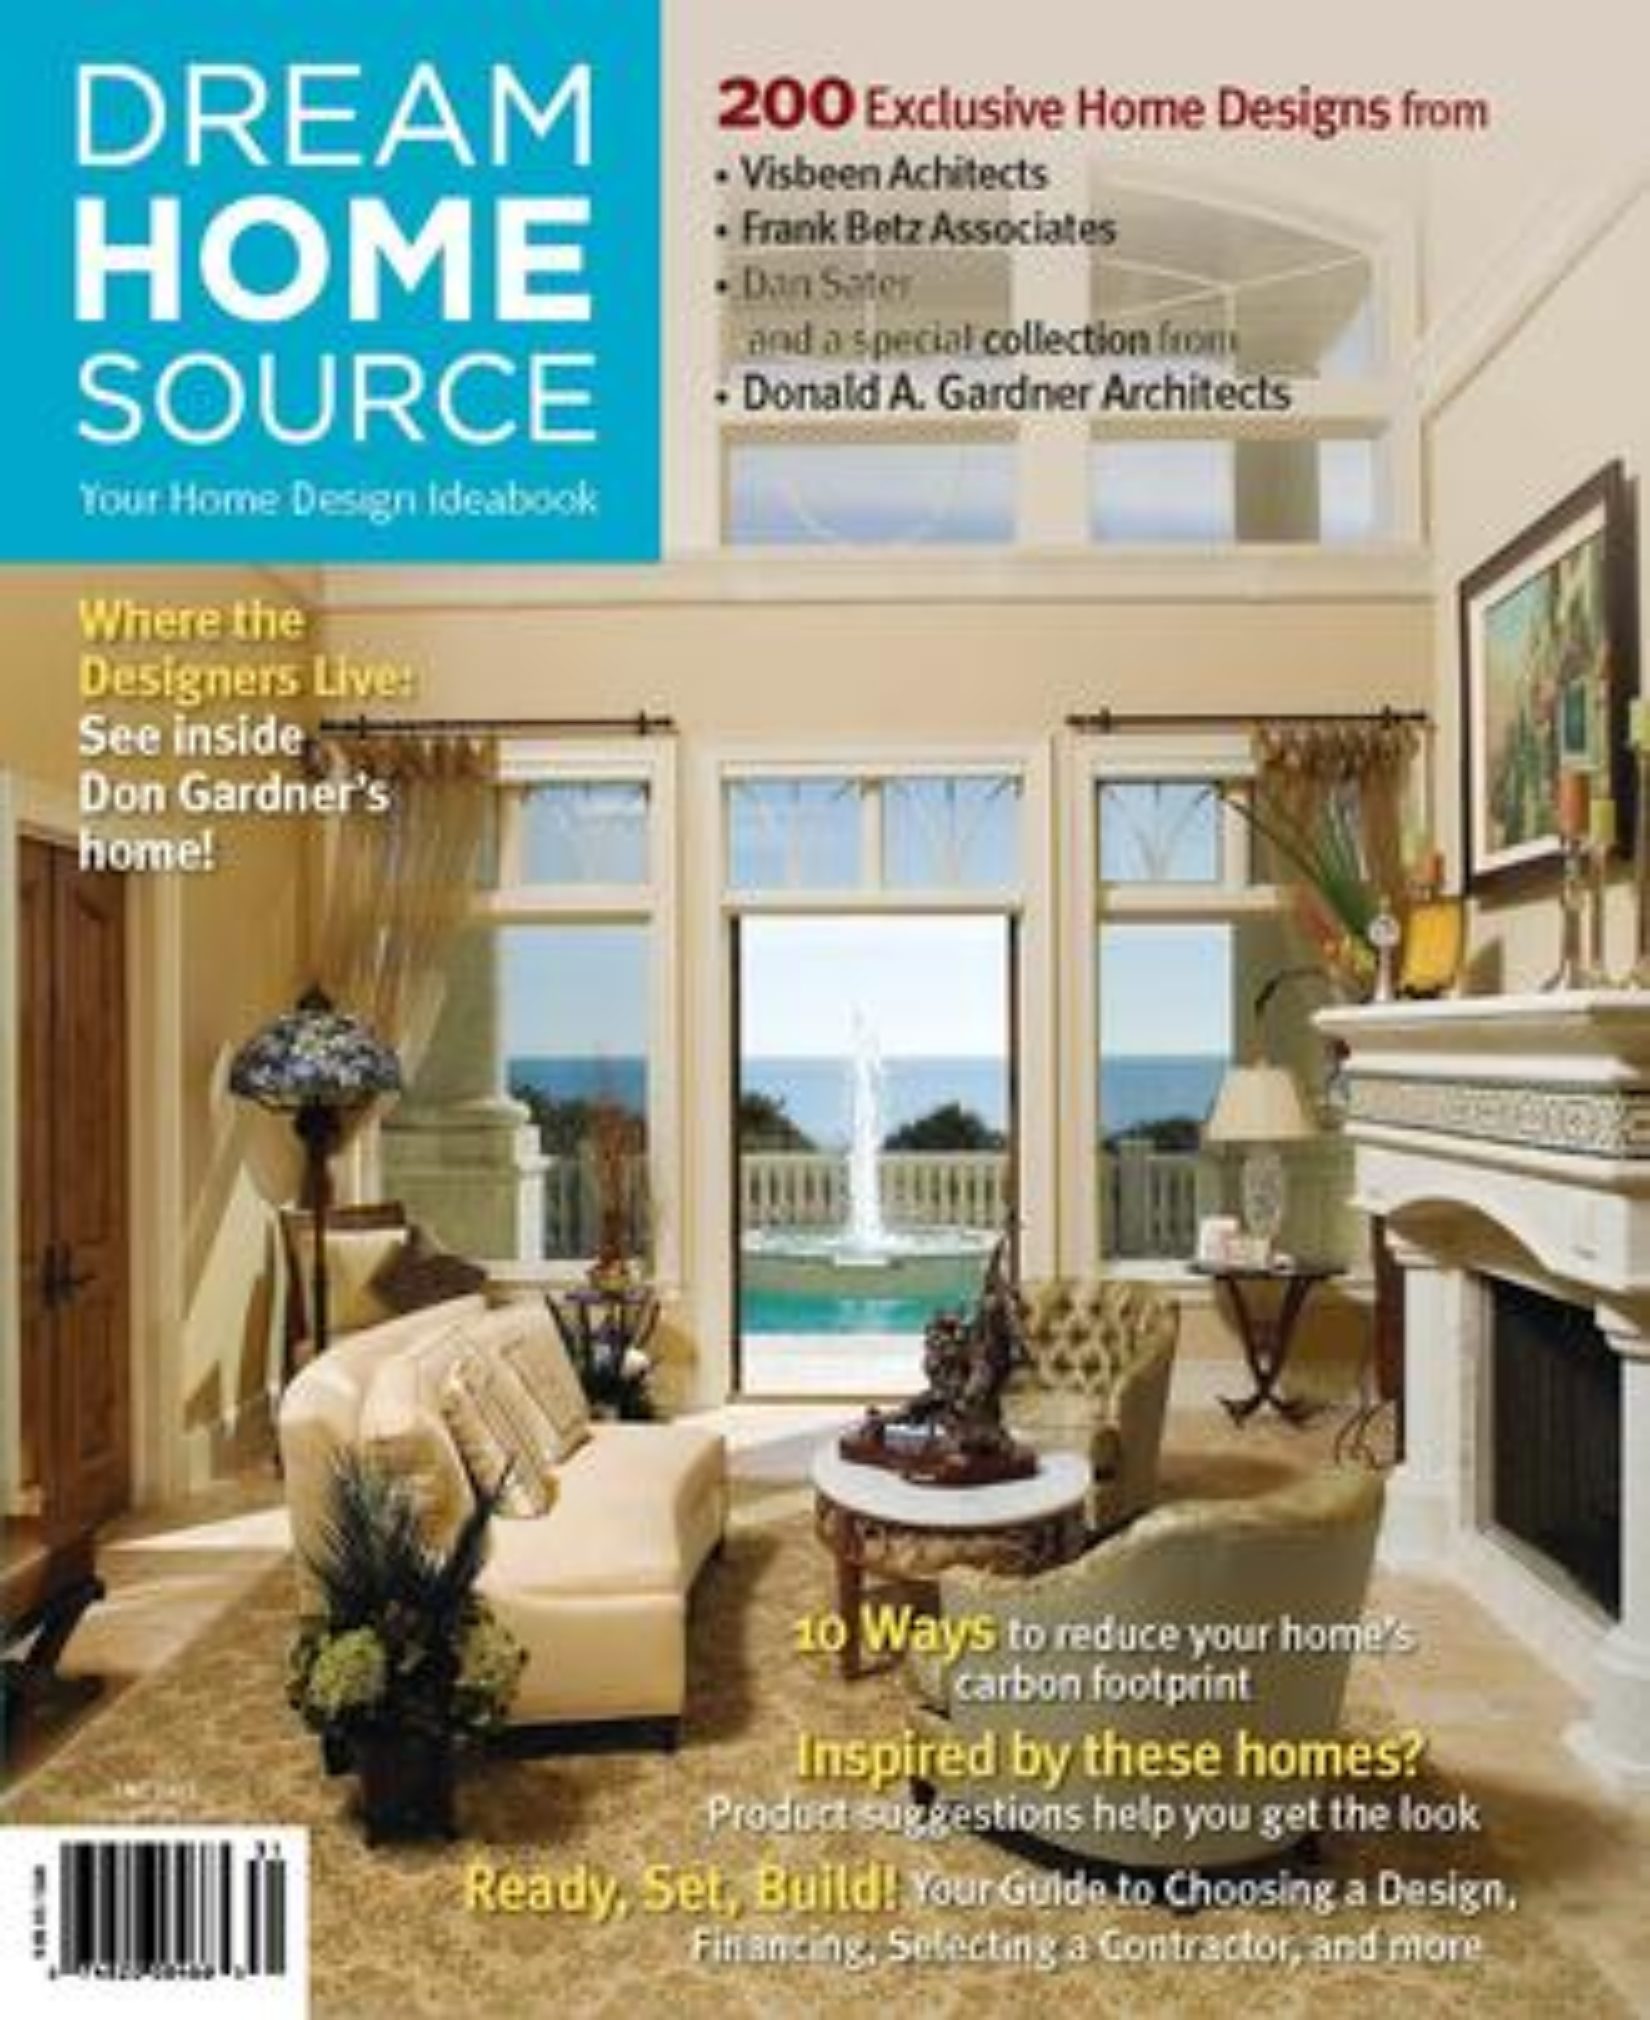 DREAM
HOME
SOURCE
Your Home Design Ideabook
200 Exclusive Home Designs from
• Visbeen Achitects
• Frank Betz Associates
• Dan Sater
and a special collection from
• Donald A. Gardner Architects
Where the
Designers Live:
See inside
Don Gardner's
home!
10 Ways to reduce your home's
carbon footprint
Inspired by these homes?
Product suggestions help you get the look
Ready, Set, Build! Your Guide to Choosing a Design,
Financing, Selecting a Contractor, and more